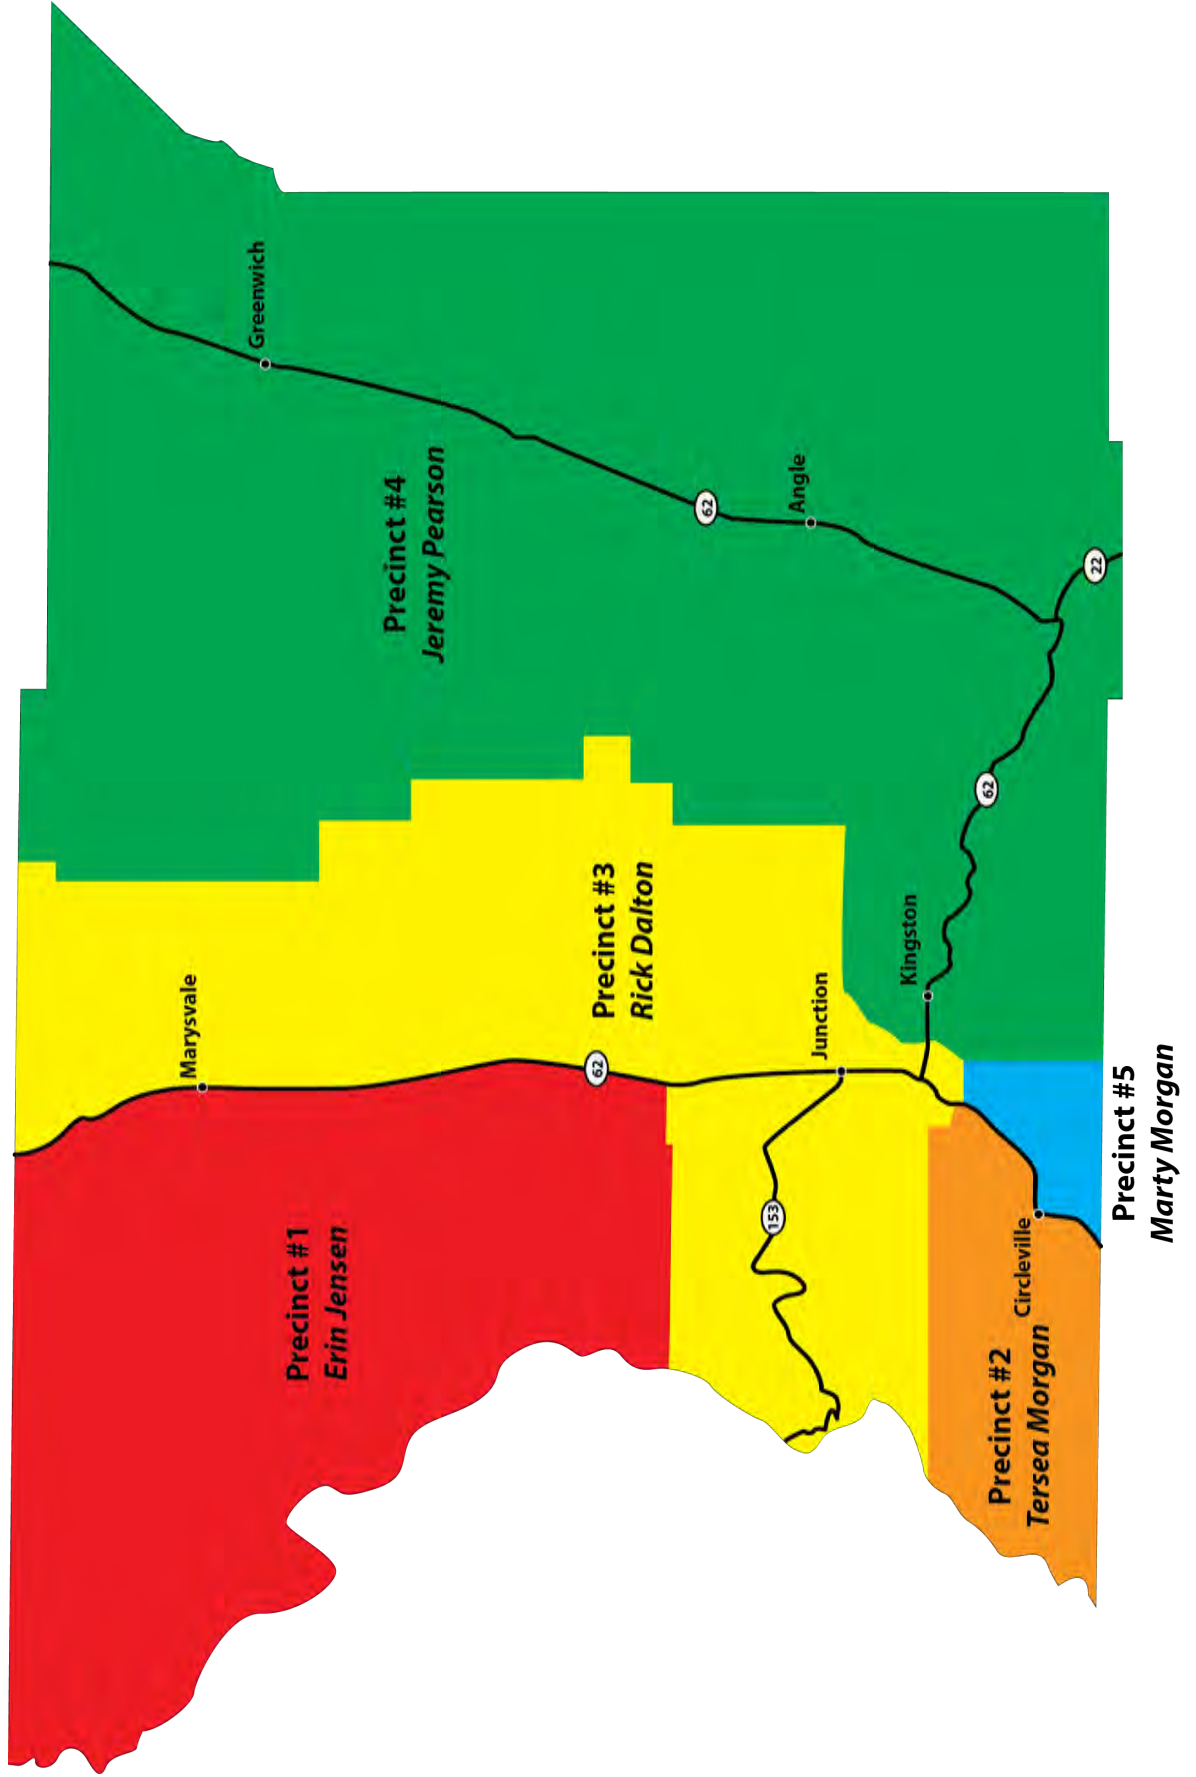 Greenwich
Precinct #4
Jeremy Pearson
62
Angle
22
62
Marysvale
Precinct #3
Rick Dalton
Kingston
62
Junction
Precinct #1
Erin Jensen
153
Circleville
Precinct #2
Tersea Morgan
Precinct #5
Marty Morgan